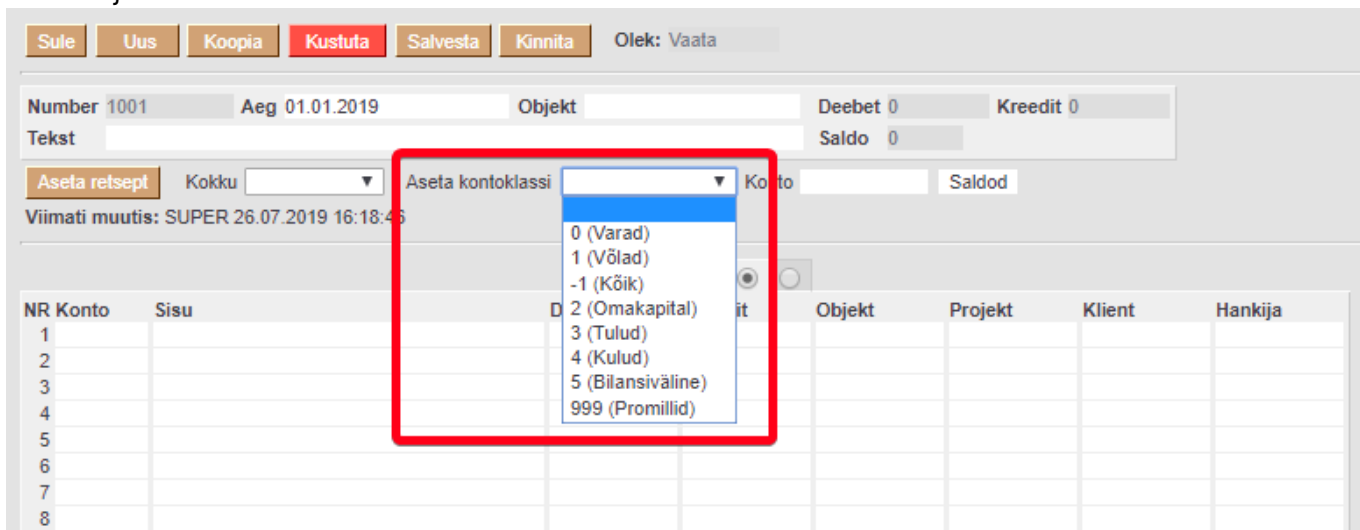 Sule Uus Koopia Kustuta Salvesta Kinnita Olek: Vaata
Number 1001 Aeg 01.01.2019 Objekt Deebet 0 Kreedit 0
Tekst Saldo 0
Aseta retsept Kokku Aseta kontoklassi Konto Saldod
Viimati muutis: SUPER 26.07.2019 16:18:46
0 (Varad)
1 (Võlad)
-1 (Kõik)
2 (Omakapital)
3 (Tulud)
4 (Kulud)
5 (Bilansiväline)
999 (Promillid)
NR Konto Sisu D it Objekt Projekt Klient Hankija
1
2
3
4
5
6
7
8